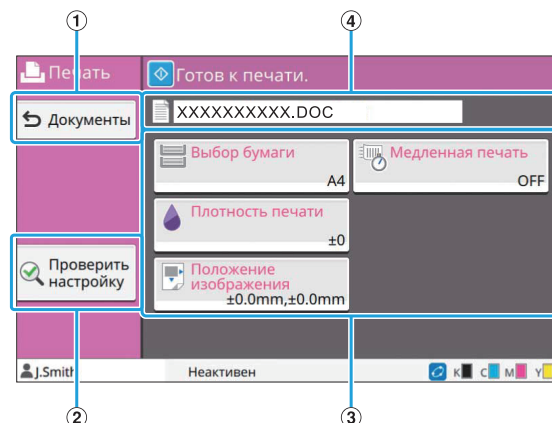 1
4
Печать
Готов к печати.
Документы
XXXXXXXXXX.DOC
Выбор бумаги
A4
Медленная печать
OFF
Плотность печати
±0
Проверить
настройку
Положение
изображения
±0.0mm,±0.0mm
J.Smith
Неактивен
K C M Y
2
3